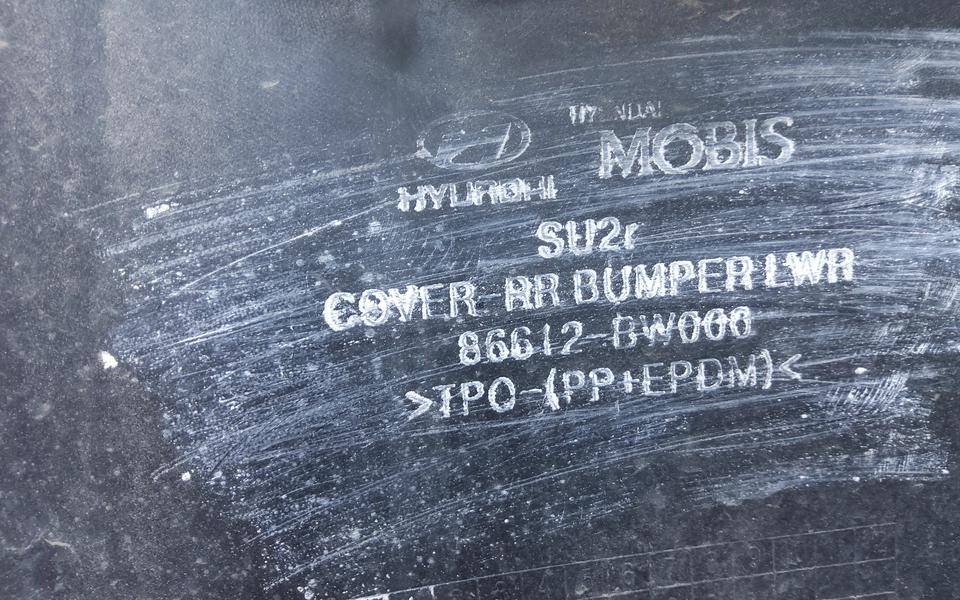 HYUNDAI
MOBIS
HYUNDAI
SU2r
COVER-RR BUMPER LWR
86612-BW000
>TPO-(PP+EPDM)<